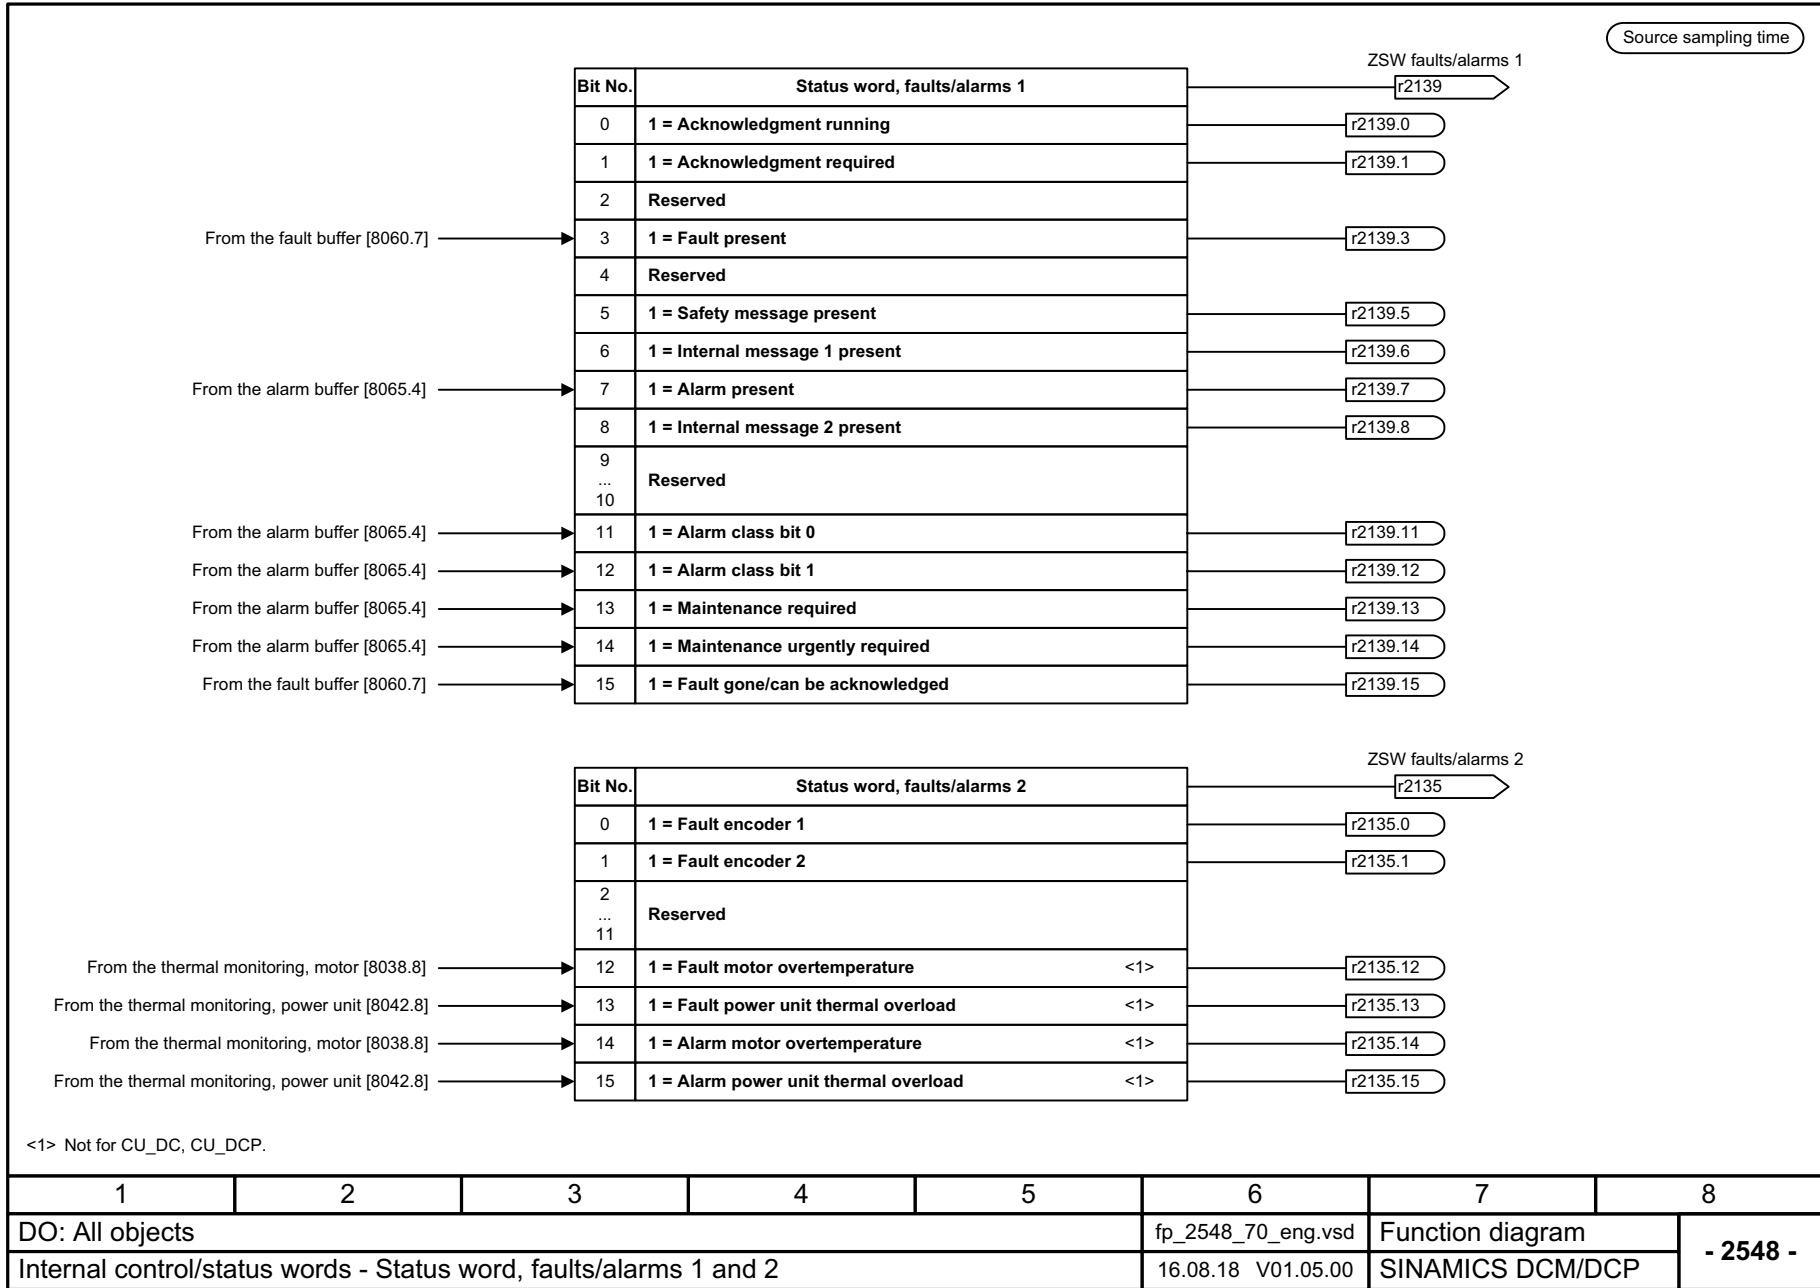 Source sampling time
ZSW faults/alarms 1
Bit No. Status word, faults/alarms 1 r2139
0 1 = Acknowledgment running r2139.0
1 1 = Acknowledgment required r2139.1
2 Reserved
From the fault buffer [8060.7] 3 1 = Fault present r2139.3
4 Reserved
5 1 = Safety message present r2139.5
6 1 = Internal message 1 present r2139.6
From the alarm buffer [8065.4] 7 1 = Alarm present r2139.7
8 1 = Internal message 2 present r2139.8
9
... Reserved
10
From the alarm buffer [8065.4] 11 1 = Alarm class bit 0 r2139.11
From the alarm buffer [8065.4] 12 1 = Alarm class bit 1 r2139.12
From the alarm buffer [8065.4] 13 1 = Maintenance required r2139.13
From the alarm buffer [8065.4] 14 1 = Maintenance urgently required r2139.14
From the fault buffer [8060.7] 15 1 = Fault gone/can be acknowledged r2139.15
ZSW faults/alarms 2
Bit No. Status word, faults/alarms 2 r2135
0 1 = Fault encoder 1 r2135.0
1 1 = Fault encoder 2 r2135.1
2
... Reserved
11
From the thermal monitoring, motor [8038.8] 12 1 = Fault motor overtemperature <1> r2135.12
From the thermal monitoring, power unit [8042.8] 13 1 = Fault power unit thermal overload <1> r2135.13
From the thermal monitoring, motor [8038.8] 14 1 = Alarm motor overtemperature <1> r2135.14
From the thermal monitoring, power unit [8042.8] 15 1 = Alarm power unit thermal overload <1> r2135.15
<1> Not for CU_DC, CU_DCP.
1 2 3 4 5 6 7 8
DO: All objects fp_2548_70_eng.vsd Function diagram - 2548 -
Internal control/status words - Status word, faults/alarms 1 and 2 16.08.18 V01.05.00 SINAMICS DCM/DCP